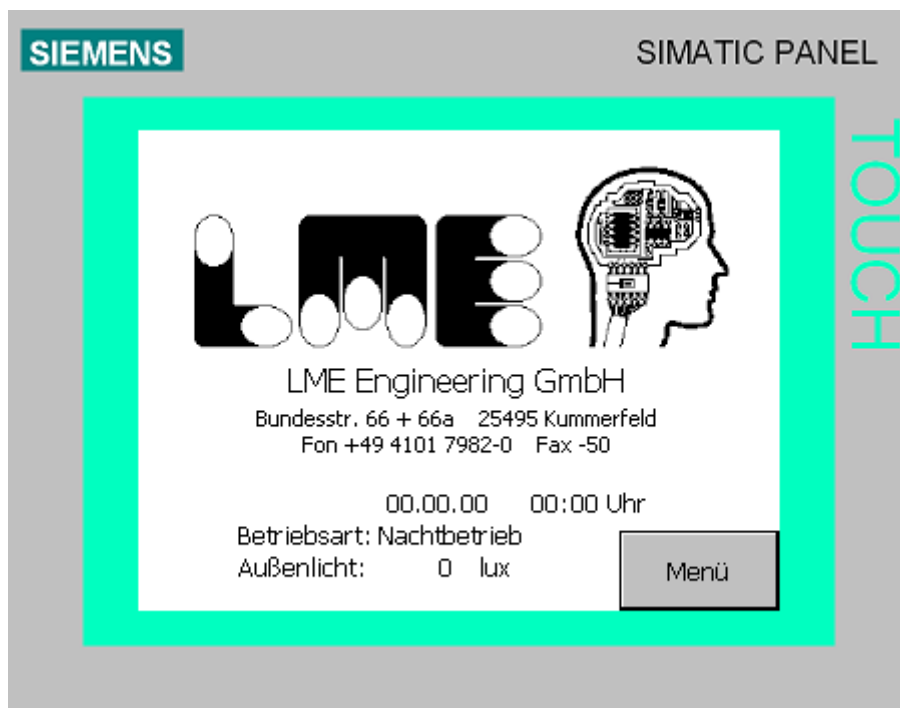 SIEMENS
SIMATIC PANEL
TOUCH
LME
LME Engineering GmbH
Bundesstr. 66 + 66a 25495 Kummerfeld
Fon +49 4101 7982-0 Fax -50
00.00.00 00:00 Uhr
Betriebsart: Nachtbetrieb
Außenlicht: 0 lux
Menü